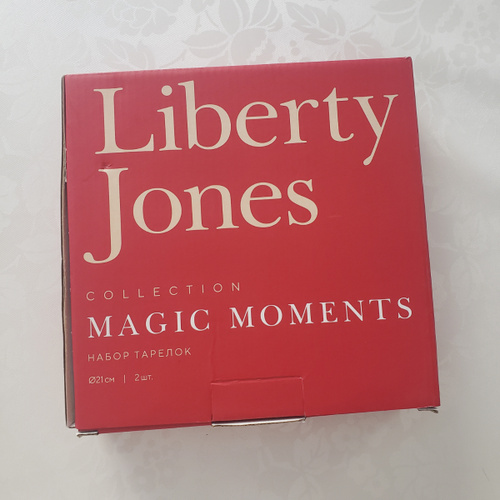 Liberty
Jones
COLLECTION
MAGIC MOMENTS
НАБОР ТАРЕЛОК
Ø21см | 2шт.